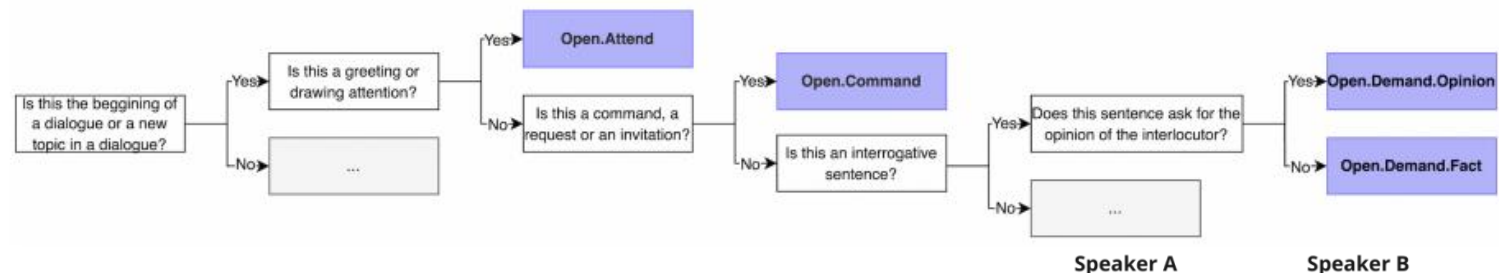 Is this the beggining of
a dialogue or a new
topic in a dialogue?
Yes
No
Is this a greeting or
drawing attention?
...
Yes
No
Open.Attend
Is this a command, a
request or an invitation?
Yes
No
Open.Command
Is this an interrogative
sentence?
Yes
No
Does this sentence ask for the
opinion of the interlocutor?
...
Yes
No
Open.Demand.Opinion
Open.Demand.Fact
Speaker A
Speaker B